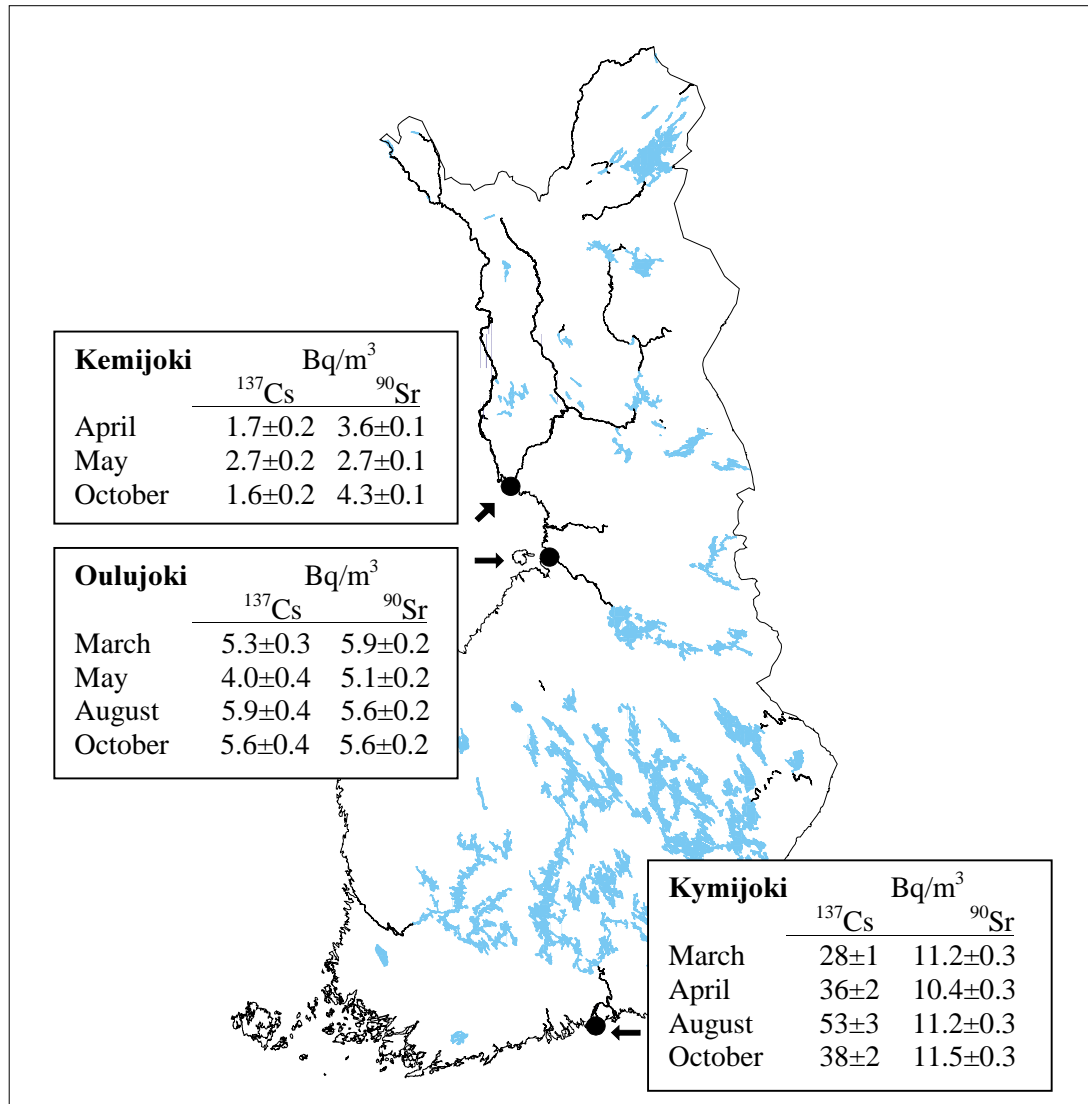 Kemijoki Bq/m³
¹³⁷Cs ⁹⁰Sr
April 1.7±0.2 3.6±0.1
May 2.7±0.2 2.7±0.1
October 1.6±0.2 4.3±0.1
Oulujoki Bq/m³
¹³⁷Cs ⁹⁰Sr
March 5.3±0.3 5.9±0.2
May 4.0±0.4 5.1±0.2
August 5.9±0.4 5.6±0.2
October 5.6±0.4 5.6±0.2
Kymijoki Bq/m³
¹³⁷Cs ⁹⁰Sr
March 28±1 11.2±0.3
April 36±2 10.4±0.3
August 53±3 11.2±0.3
October 38±2 11.5±0.3